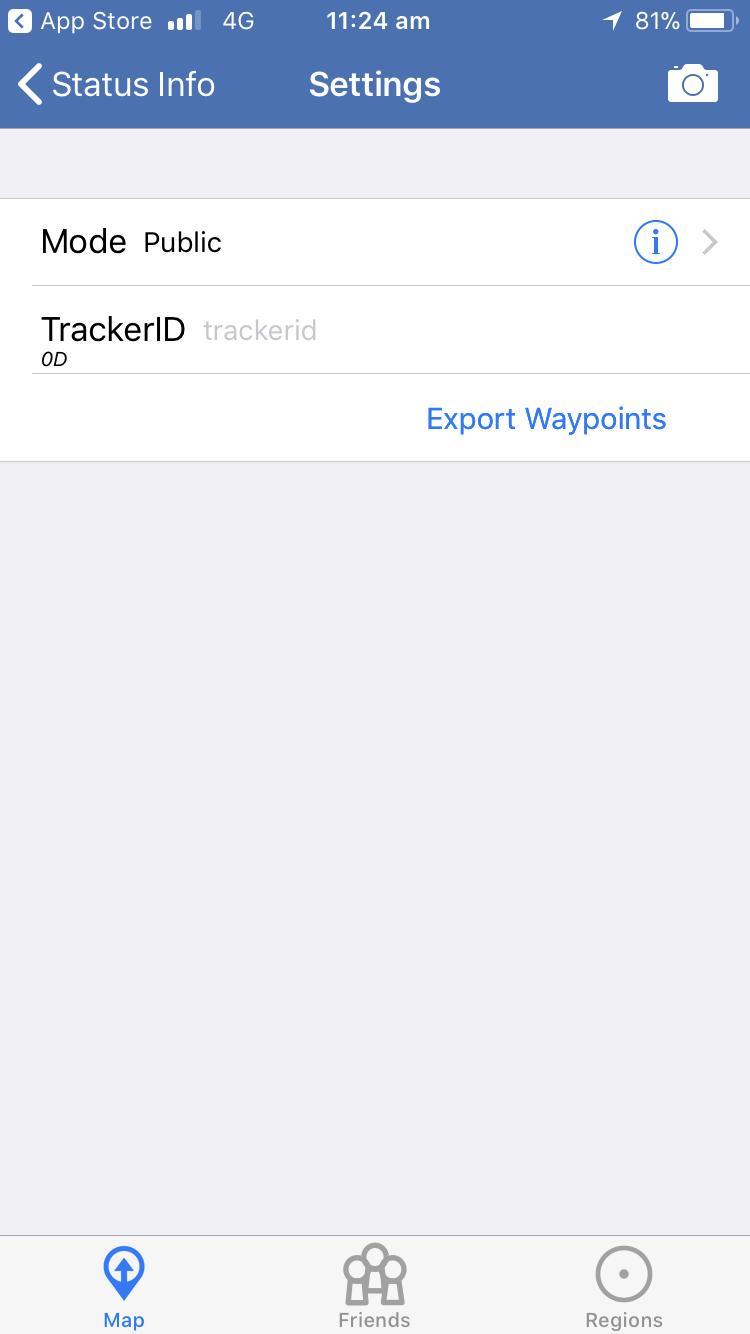 App Store 4G 11:24 am 81%
Status Info Settings
Mode Public i
TrackerID trackerid
0D
Export Waypoints
Map Friends Regions